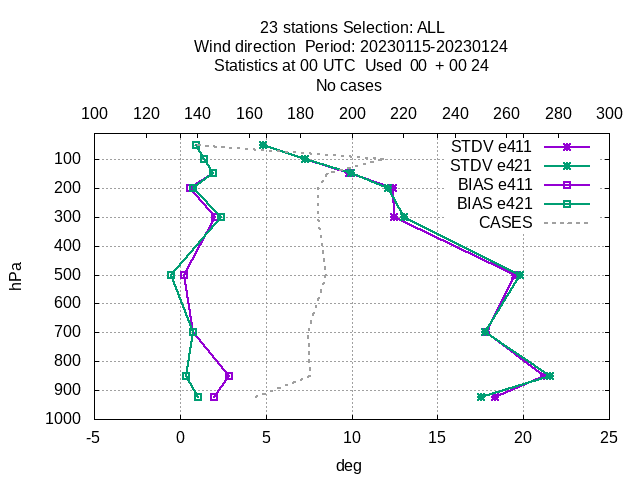 23 stations Selection: ALL
Wind direction  Period: 20230115-20230124
Statistics at 00 UTC  Used  00  + 00 24
No cases
100 120 140 160 180 200 220 240 260 280 300
STDV e411
STDV e421
BIAS e411
BIAS e421
CASES
100
200
300
400
500
600
700
800
900
1000
hPa
-5 0 5 10 15 20 25
deg